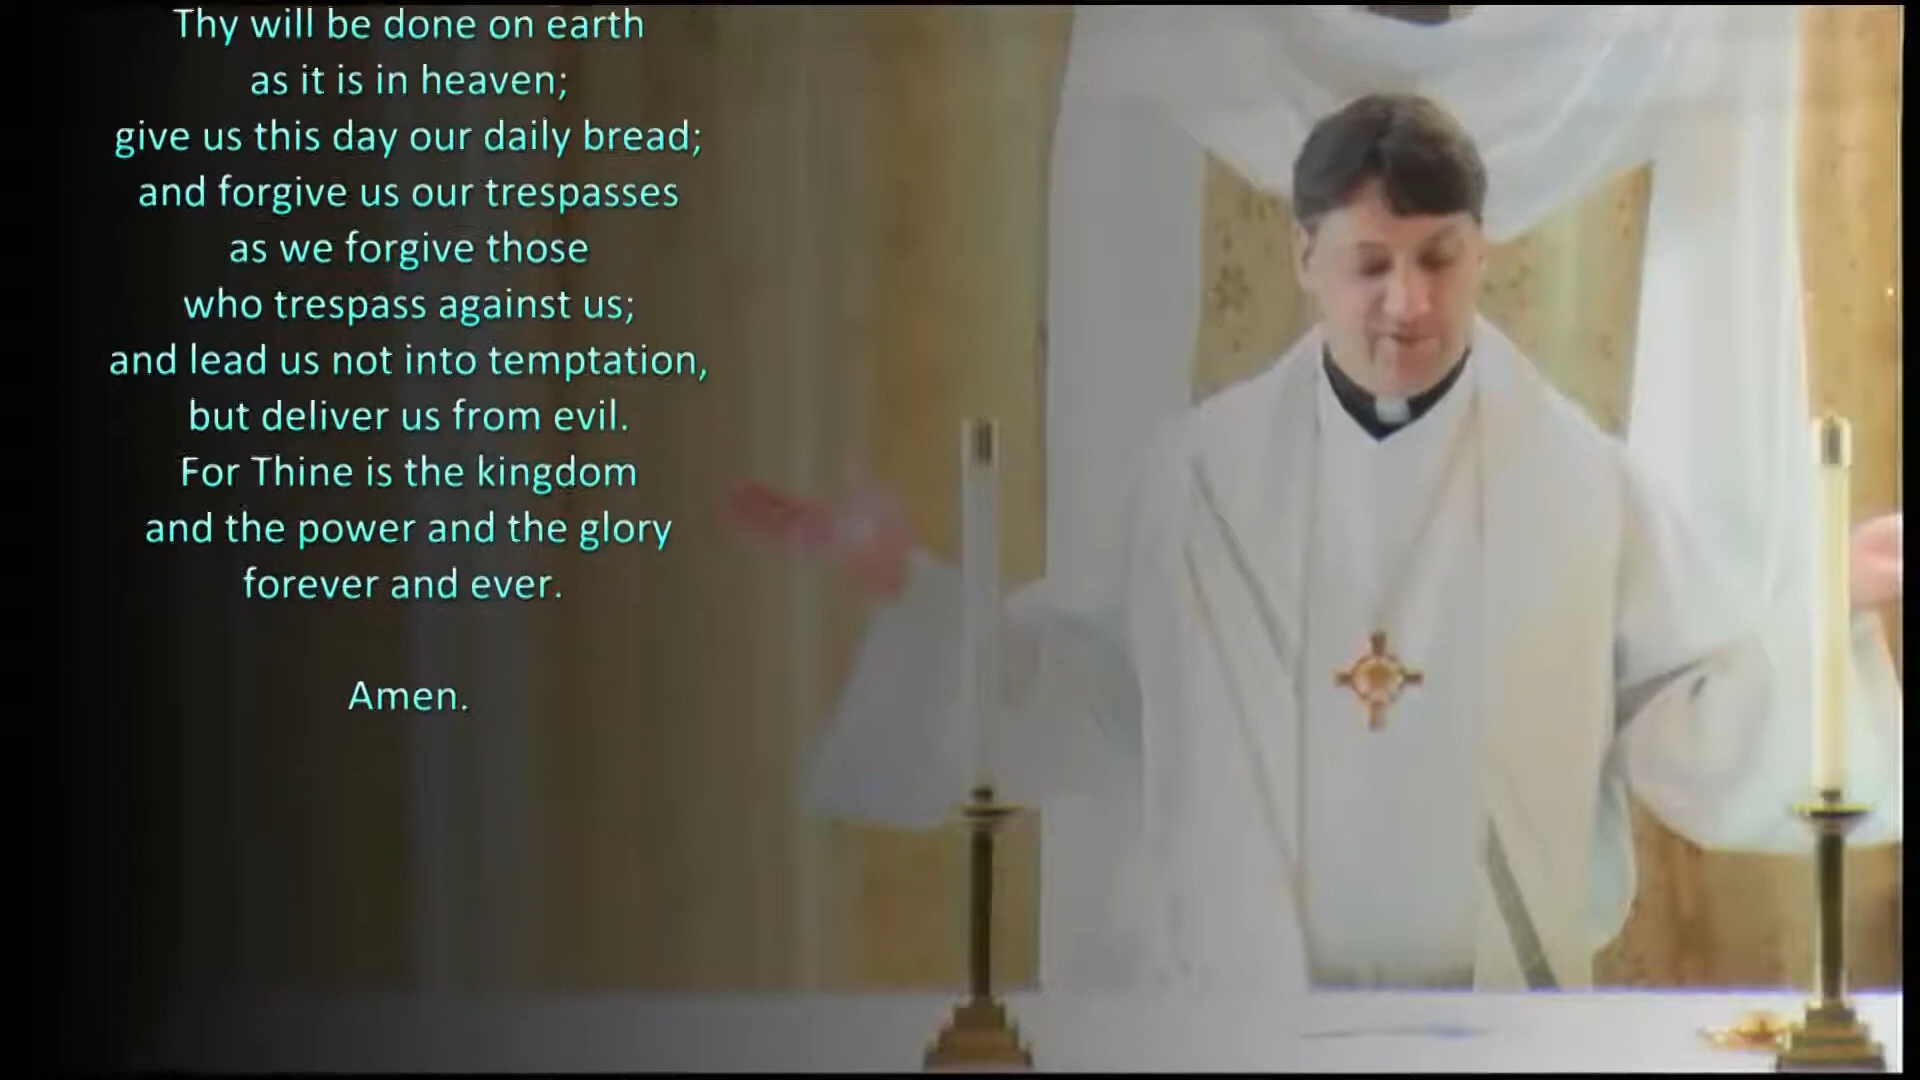 Thy will be done on earth
as it is in heaven;
give us this day our daily bread;
and forgive us our trespasses
as we forgive those
who trespass against us;
and lead us not into temptation,
but deliver us from evil.
For Thine is the kingdom
and the power and the glory
forever and ever.
Amen.